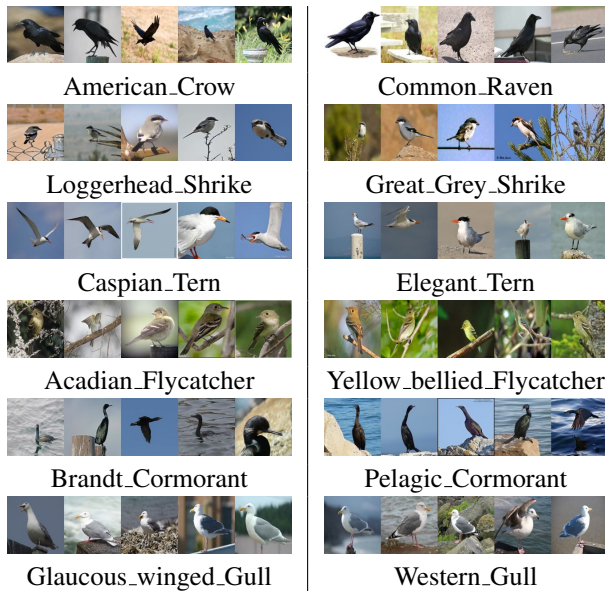 American_Crow
Common_Raven
Loggerhead_Shrike
Great_Grey_Shrike
Caspian_Tern
Elegant_Tern
Acadian_Flycatcher
Yellow_bellied_Flycatcher
Brandt_Cormorant
Pelagic_Cormorant
Glaucous_winged_Gull
Western_Gull